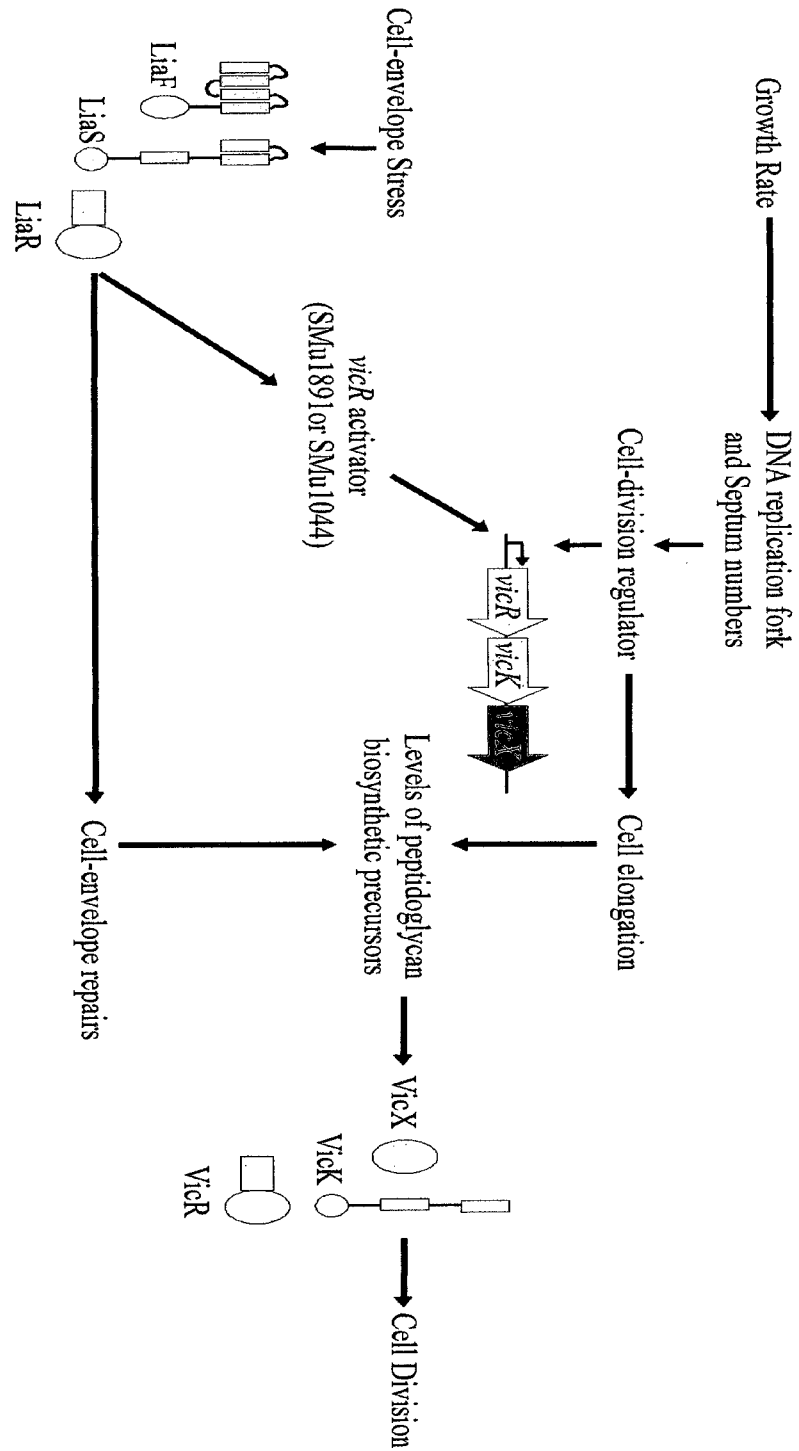 Growth Rate
DNA replication fork
and Septum numbers
Cell-division regulator
Cell elongation
Cell-envelope Stress
LiaF
LiaS
LiaR
vicR activator
(SMu1891or SMu1044)
vicR
vicK
vicX
Levels of peptidoglycan
biosynthetic precursors
Cell-envelope repairs
VicX
VicK
VicR
Cell Division